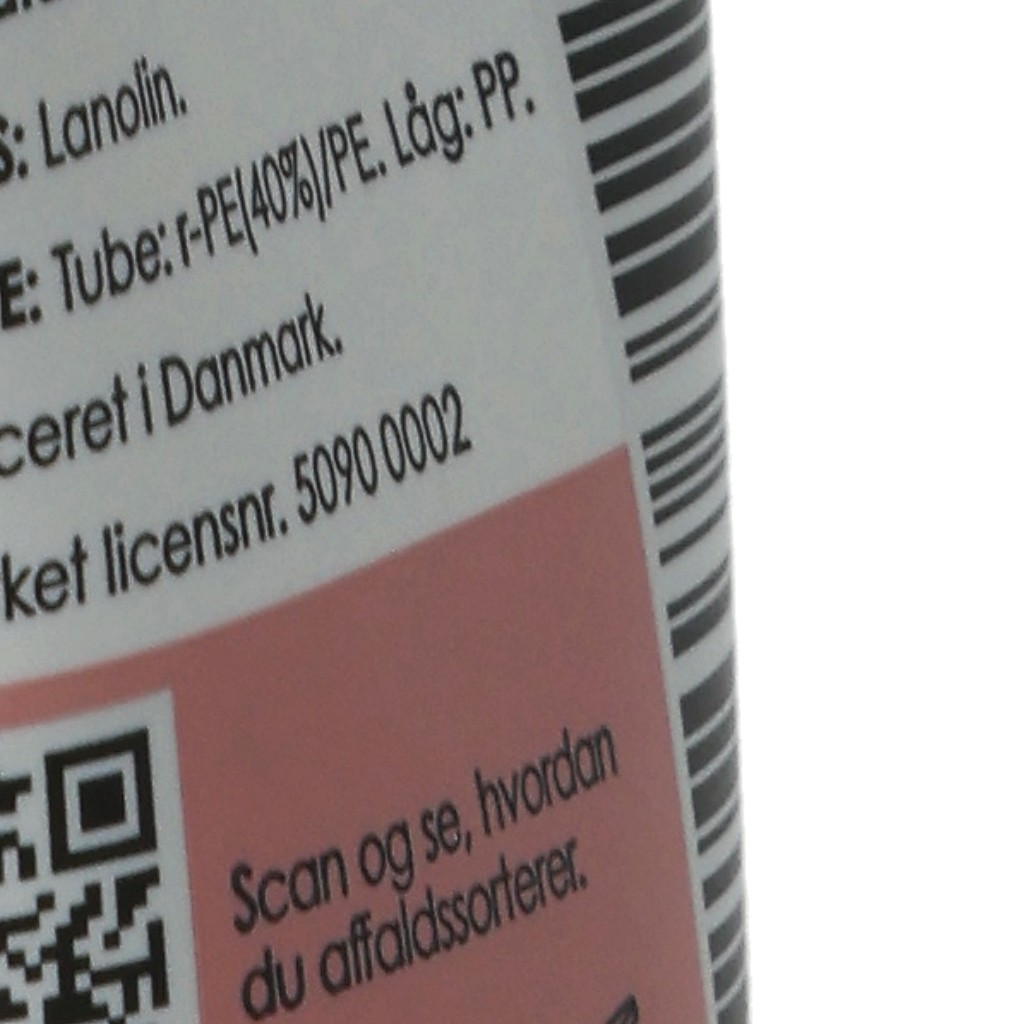 S: Lanolin.
E: Tube: r-PE(40%)/PE. Låg: PP.
ceret i Danmark.
ket licensnr. 5090 0002
Scan og se, hvordan
du affaldssorterer.